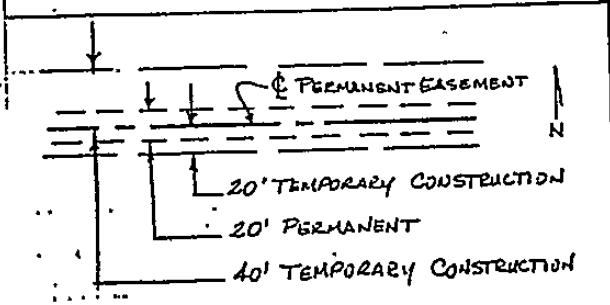 ℄ PERMANENT EASEMENT
N
20' TEMPORARY CONSTRUCTION
20' PERMANENT
40' TEMPORARY CONSTRUCTION